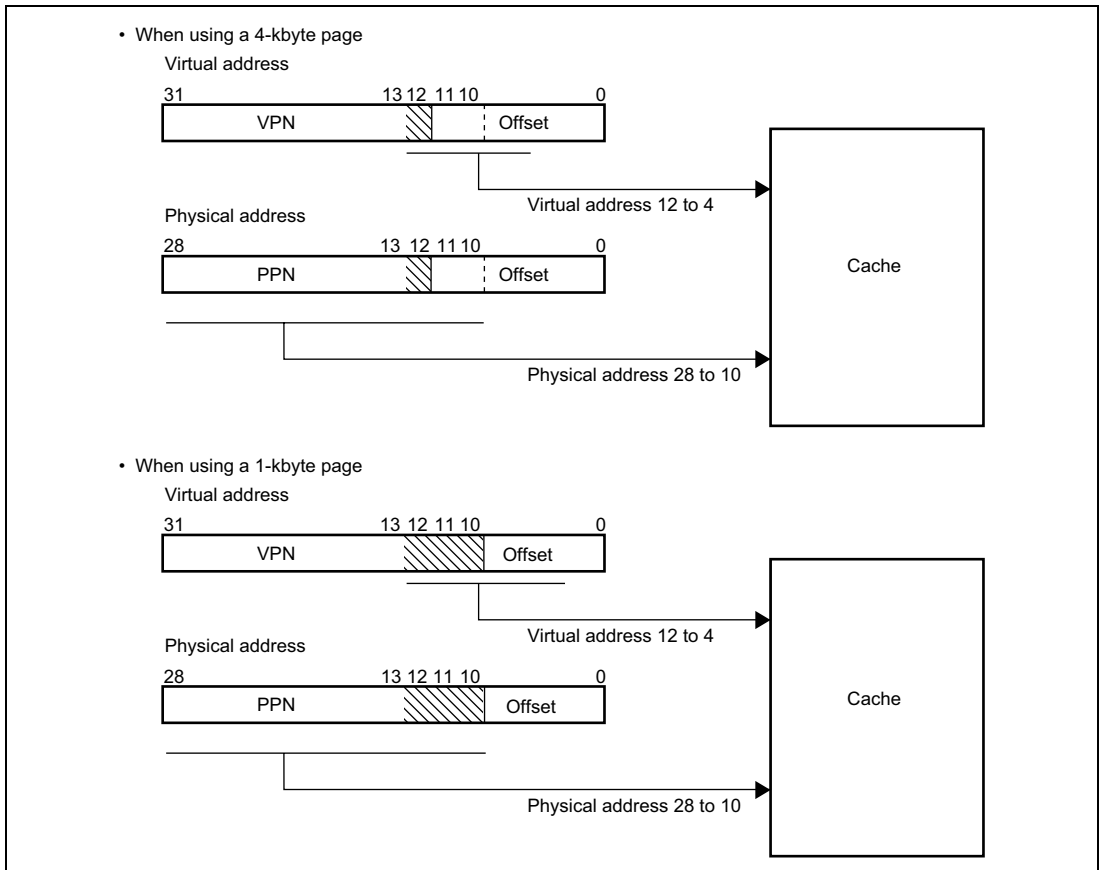 • When using a 4-kbyte page
Virtual address
31 13 12 11 10 0
VPN Offset
Virtual address 12 to 4
Physical address
28 13 12 11 10 0
PPN Offset
Cache
Physical address 28 to 10
• When using a 1-kbyte page
Virtual address
31 13 12 11 10 0
VPN Offset
Virtual address 12 to 4
Physical address
28 13 12 11 10 0
PPN Offset
Cache
Physical address 28 to 10